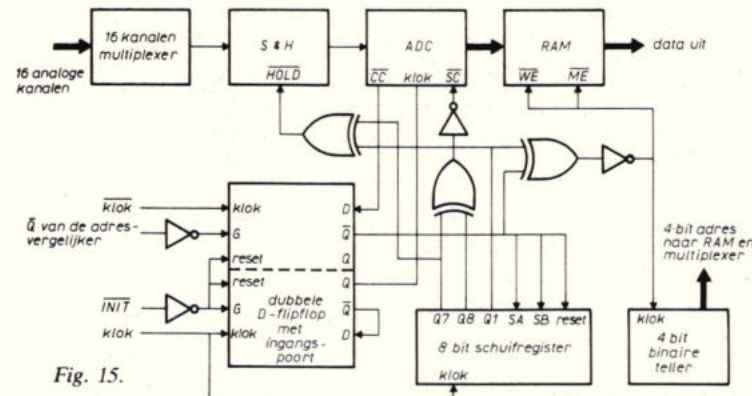 16 kanalen
multiplexer
S & H
HOLD
ADC
CC klok SC
RAM
WE ME
data uit
16 analoge
kanalen
klok
Q̄ van de adres-
vergelijker
INIT
klok
klok
G
reset
reset
G
klok
D
Q̄
Q
Q
Q̄
D
dubbele
D-flipflop
met
ingangs-
poort
Q7 Q8 Q1 SA SB reset
8 bit schuifregister
klok
4-bit adres
naar RAM en
multiplexer
klok
4 bit
binaire
teller
Fig. 15.